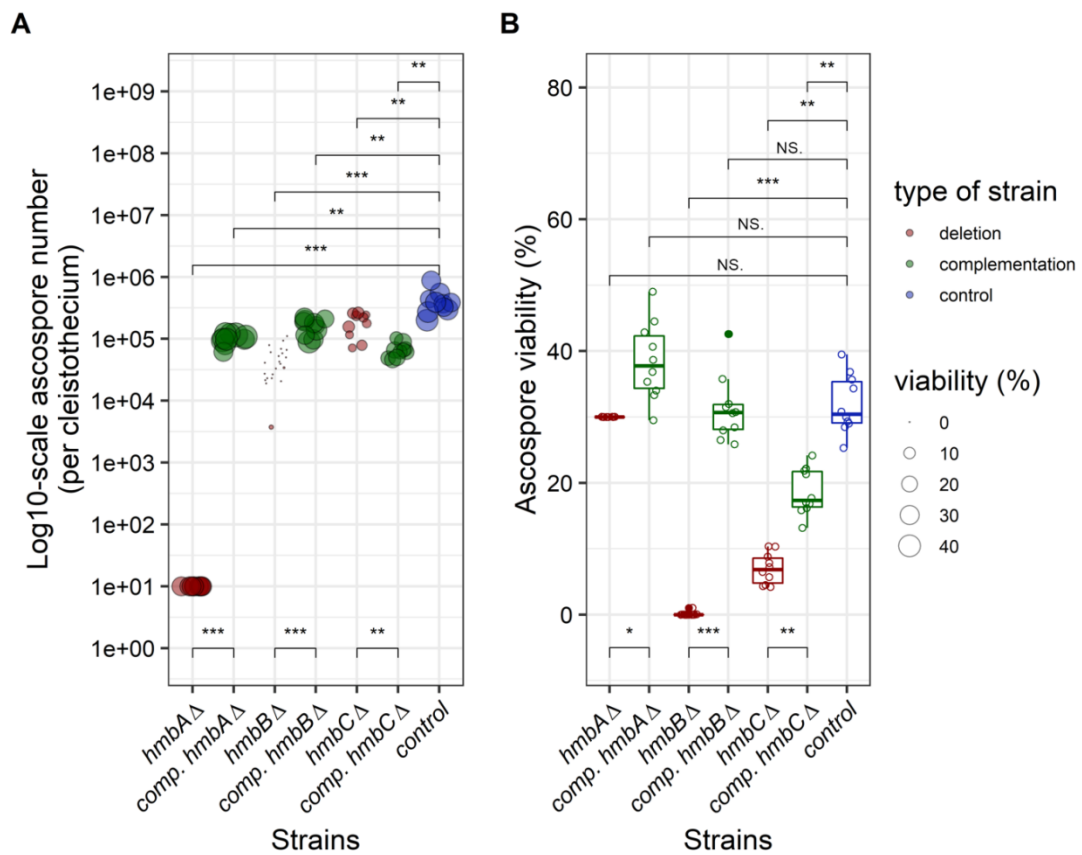 A
B
Log10-scale ascospore number
(per cleistothecium)
1e+09
1e+08
1e+07
1e+06
1e+05
1e+04
1e+03
1e+02
1e+01
1e+00
**
**
**
***
**
***
***
***
**
hmbAΔ
comp. hmbAΔ
hmbBΔ
comp. hmbBΔ
hmbCΔ
comp. hmbCΔ
control
Strains
Ascospore viability (%)
80
60
40
20
0
**
**
NS.
***
NS.
NS.
*
***
**
hmbAΔ
comp. hmbAΔ
hmbBΔ
comp. hmbBΔ
hmbCΔ
comp. hmbCΔ
control
Strains
type of strain
deletion
complementation
control
viability (%)
0
10
20
30
40